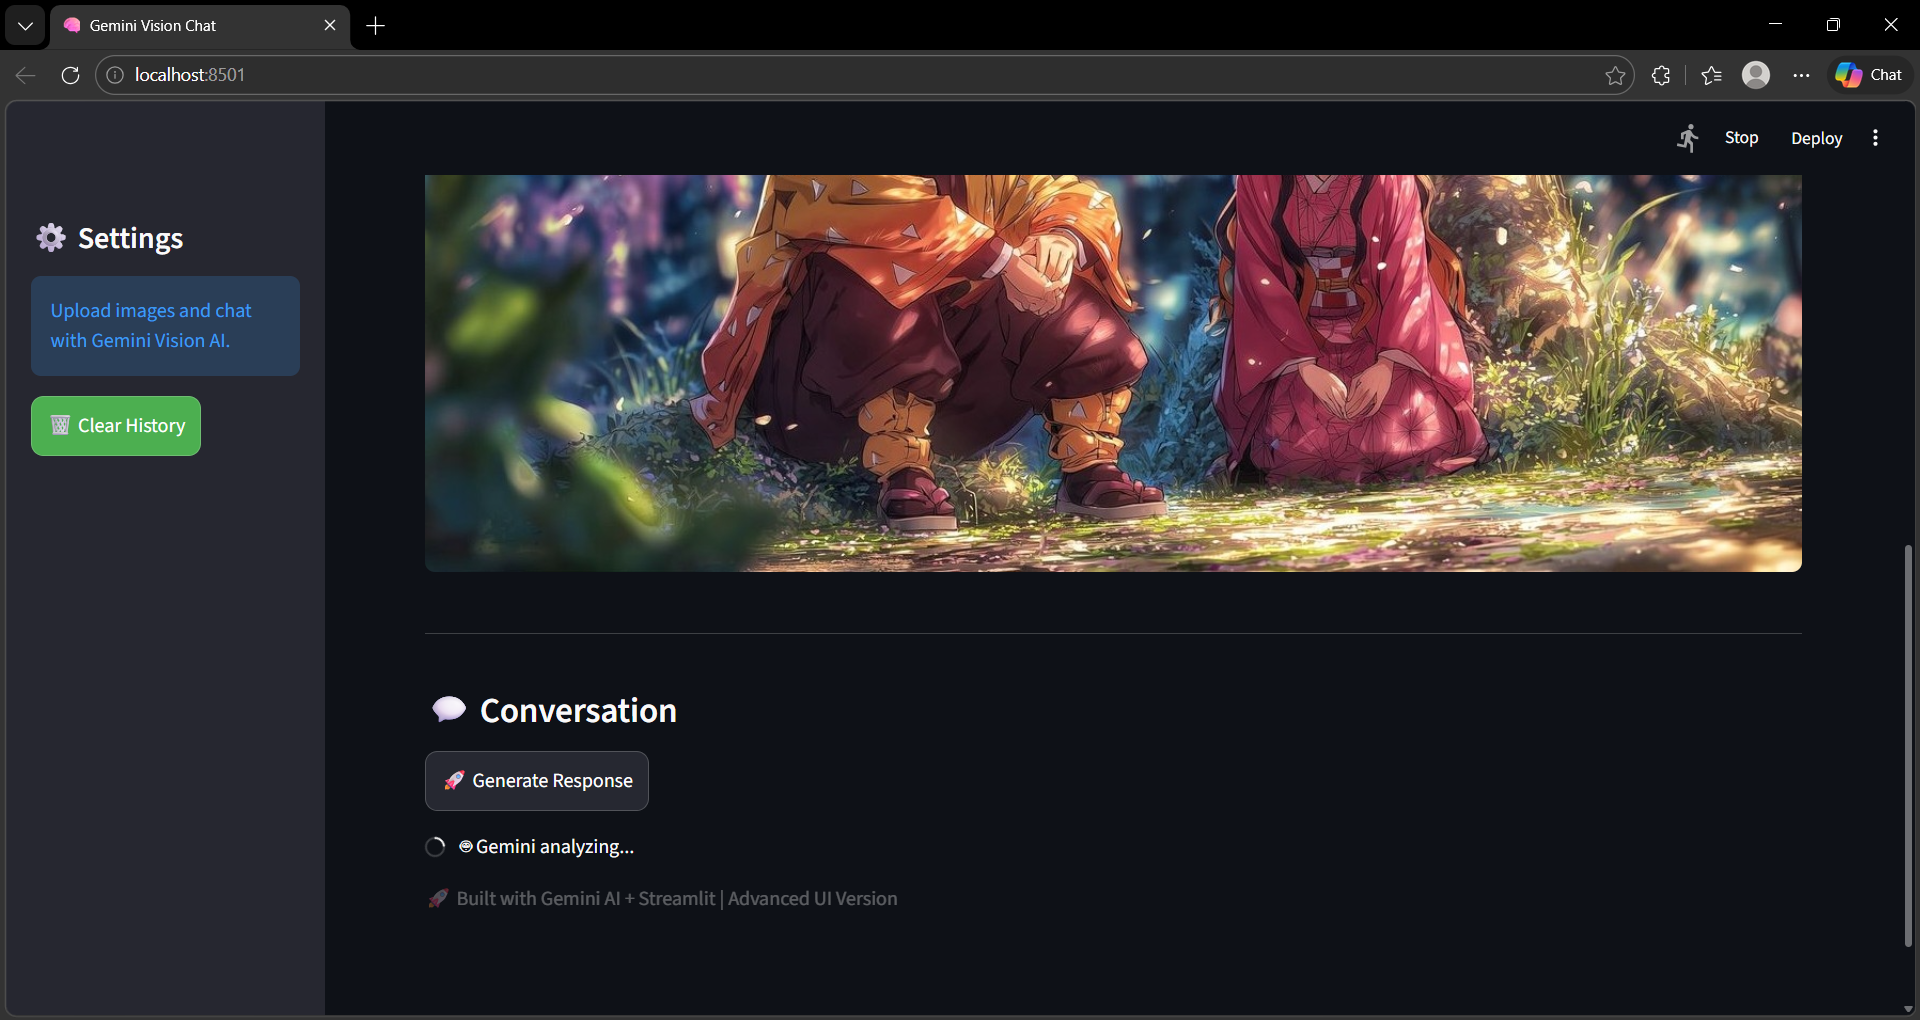 Gemini Vision Chat
localhost:8501
Chat
Stop
Deploy
Settings
Upload images and chat
with Gemini Vision AI.
Clear History
Conversation
Generate Response
Gemini analyzing...
Built with Gemini AI + Streamlit | Advanced UI Version